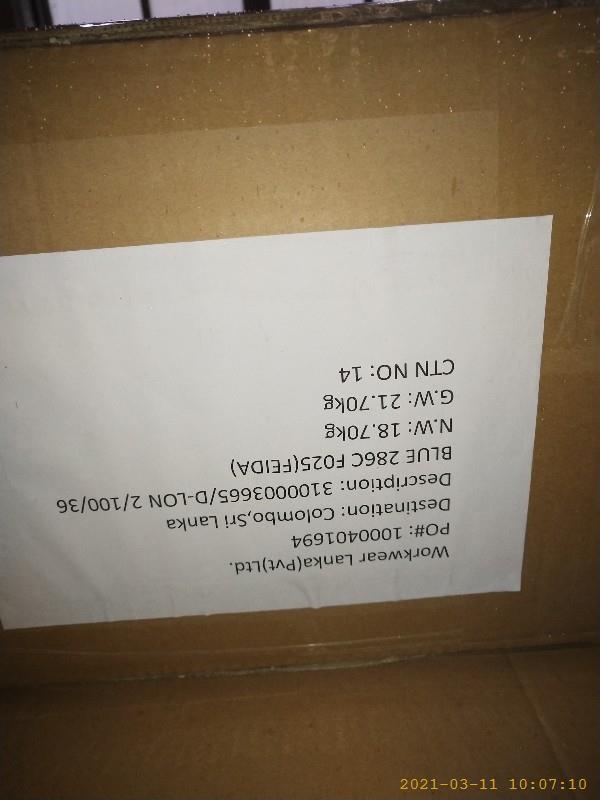 Workwear Lanka(Pvt)Ltd.
PO#: 1000401694
Destination: Colombo,Sri Lanka
Description: 3100003665/D-LON 2/100/36
BLUE 286C F025(FEIDA)
N.W: 18.70kg
G.W: 21.70kg
CTN NO: 14
2021-03-11 10:07:10